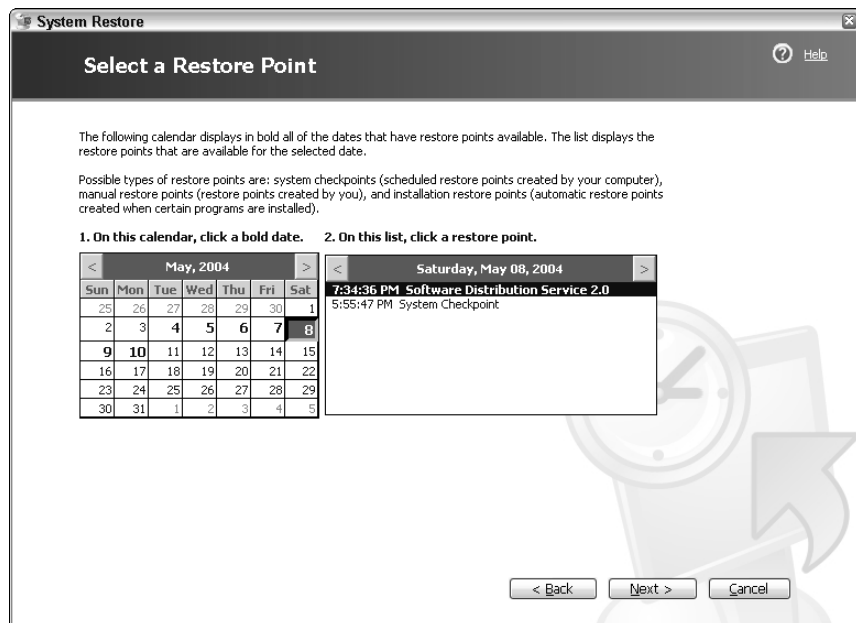 System Restore
Select a Restore Point
Help
The following calendar displays in bold all of the dates that have restore points available. The list displays the
restore points that are available for the selected date.
Possible types of restore points are: system checkpoints (scheduled restore points created by your computer),
manual restore points (restore points created by you), and installation restore points (automatic restore points
created when certain programs are installed).
1. On this calendar, click a bold date.
2. On this list, click a restore point.
< May, 2004 >
Sun Mon Tue Wed Thu Fri Sat
25 26 27 28 29 30 1
2 3 4 5 6 7 8
9 10 11 12 13 14 15
16 17 18 19 20 21 22
23 24 25 26 27 28 29
30 31 1 2 3 4 5
< Saturday, May 08, 2004 >
7:34:36 PM Software Distribution Service 2.0
5:55:47 PM System Checkpoint
< Back
Next >
Cancel